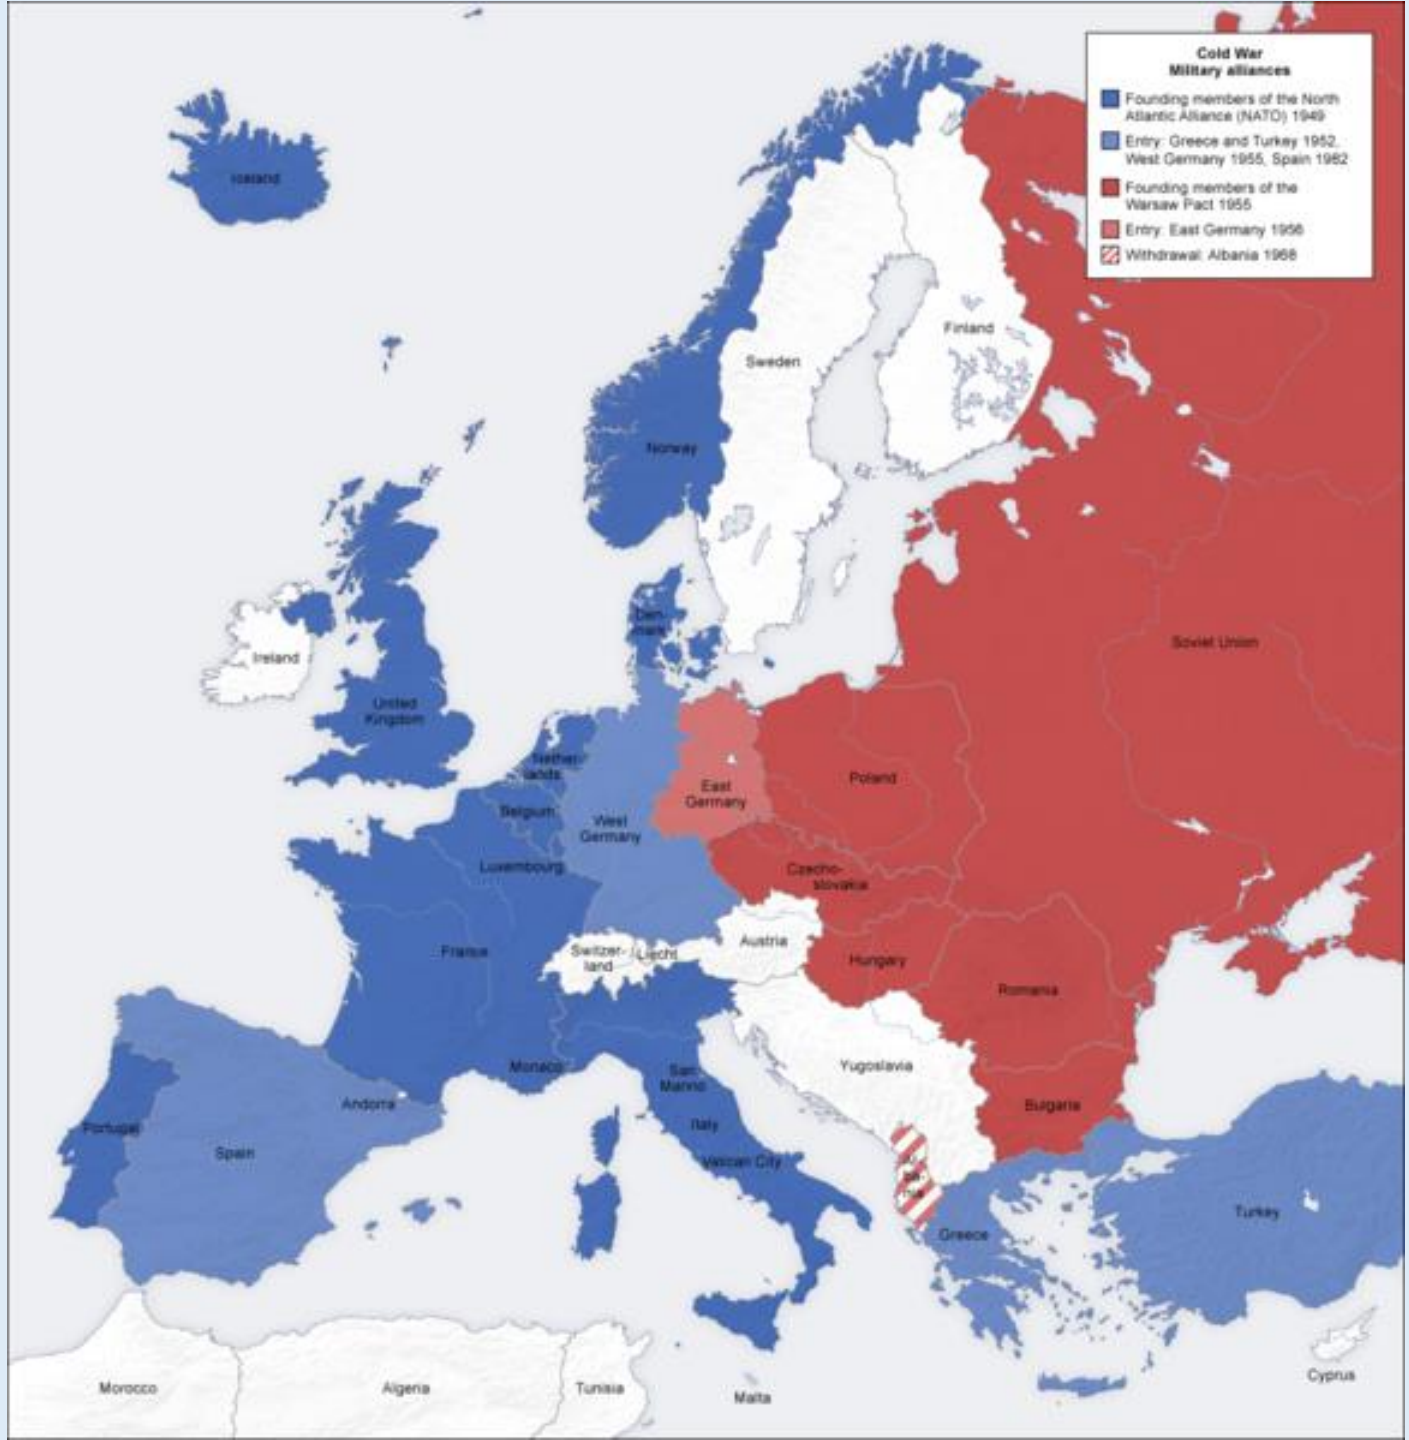 Cold War
Military alliances
Founding members of the North
Atlantic Alliance (NATO) 1949
Entry: Greece and Turkey 1952,
West Germany 1955, Spain 1982
Founding members of the
Warsaw Pact 1955
Entry: East Germany 1956
Withdrawal: Albania 1968
Iceland
Finland
Sweden
Norway
Den-
mark
Soviet Union
Ireland
United
Kingdom
Nether-
lands
East
Germany
Poland
Belgium
West
Germany
Luxembourg
Czecho-
slovakia
France
Switzer-
land
Liecht.
Austria
Hungary
Romania
Monaco
San
Marino
Yugoslavia
Andorra
Bulgaria
Portugal
Spain
Italy
Vatican City
Greece
Turkey
Morocco
Algeria
Tunisia
Malta
Cyprus